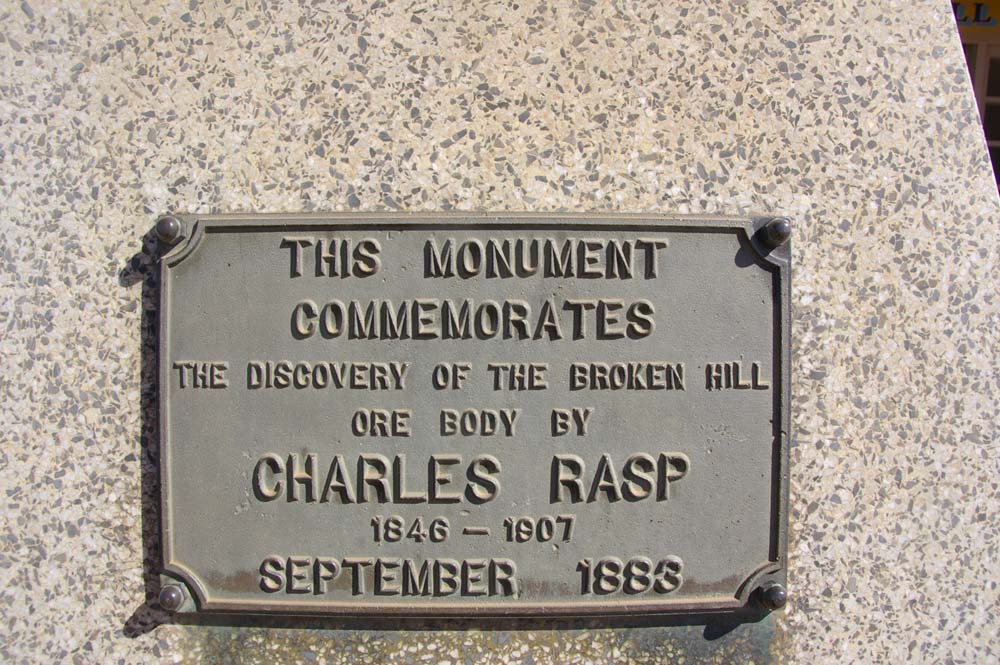 THIS MONUMENT
COMMEMORATES
THE DISCOVERY OF THE BROKEN HILL
ORE BODY BY
CHARLES RASP
1846 – 1907
SEPTEMBER 1883